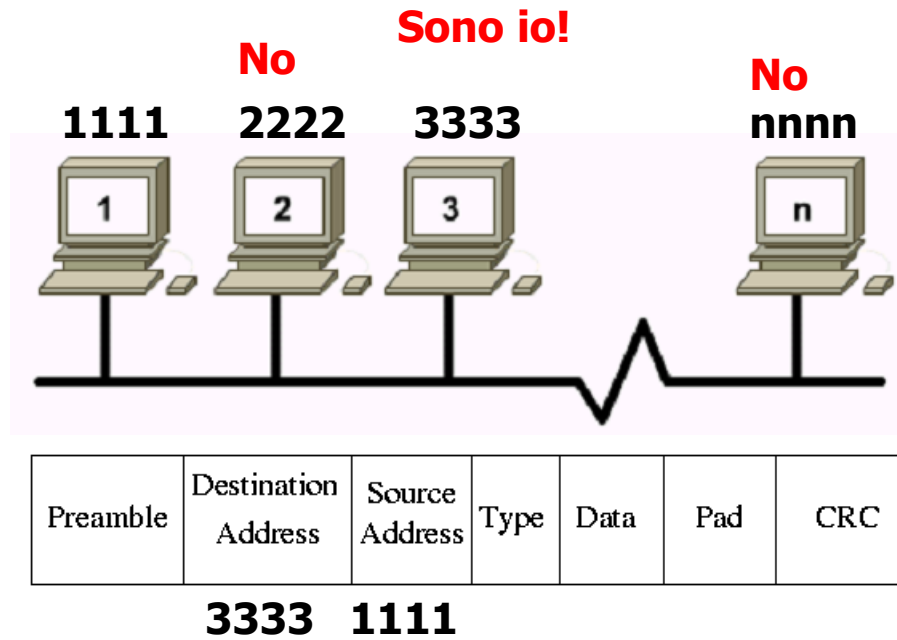 Sono io!
No
No
1111 2222 3333 nnnn
1 2 3 n
Preamble
Destination
Address
Source
Address
Type
Data
Pad
CRC
3333 1111